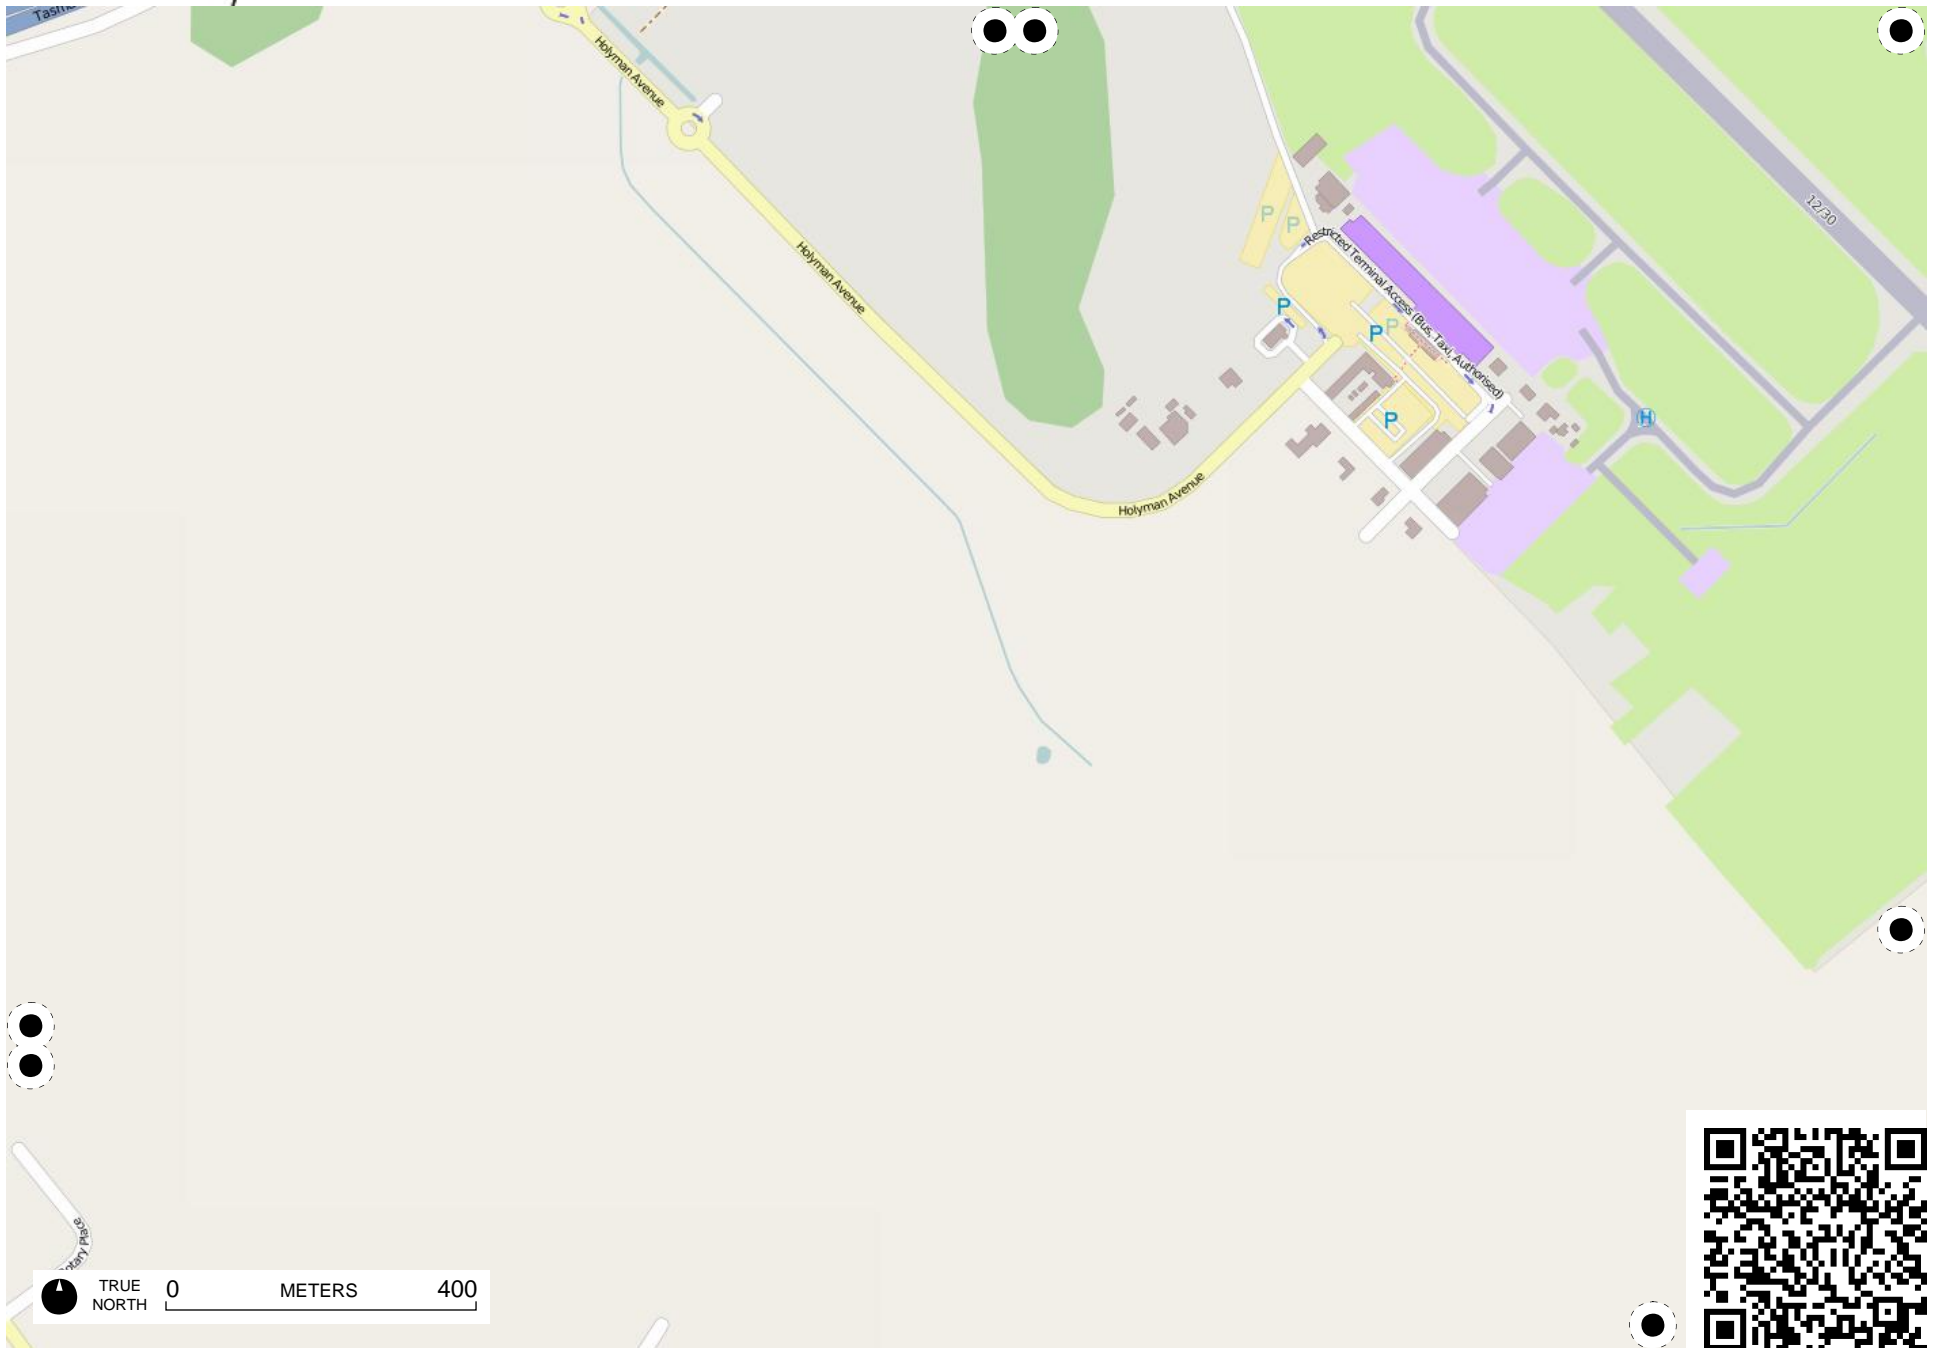 Holyman Avenue
12/30
P
P
Restricted Terminal Access (Bus, Taxi, Authorised)
Holyman Avenue
P
P
P
P
H
Holyman Avenue
TRUE
NORTH
0
METERS
400